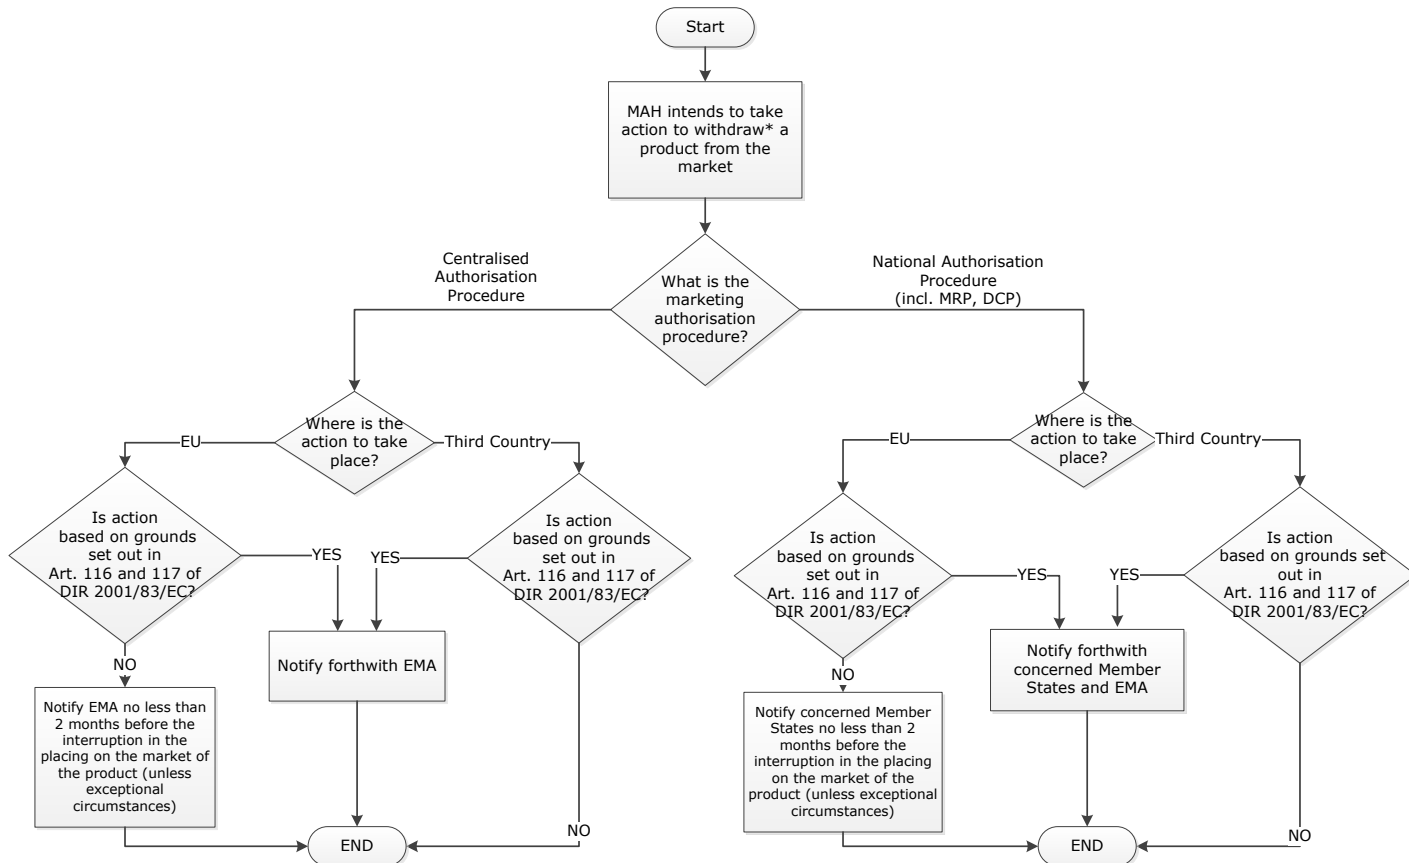 Start
MAH intends to take
action to withdraw* a
product from the
market
Centralised
Authorisation
Procedure
What is the
marketing
authorisation
procedure?
National Authorisation
Procedure
(incl. MRP, DCP)
Where is the
action to take
place?
EU
Third Country
Is action
based on grounds
set out in
Art. 116 and 117 of
DIR 2001/83/EC?
YES
YES
Is action
based on grounds
set out in
Art. 116 and 117 of
DIR 2001/83/EC?
Notify forthwith EMA
NO
Notify EMA no less than
2 months before the
interruption in the
placing on the market of
the product (unless
exceptional
circumstances)
NO
END
Where is the
action to take
place?
EU
Third Country
Is action
based on grounds
set out in
Art. 116 and 117 of
DIR 2001/83/EC?
YES
YES
Is action
based on grounds set
out in
Art. 116 and 117 of
DIR 2001/83/EC?
Notify forthwith
concerned Member
States and EMA
NO
Notify concerned Member
States no less than 2
months before the
interruption in the placing
on the market of the
product (unless exceptional
circumstances)
NO
END